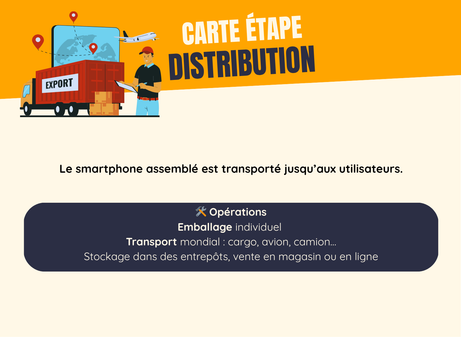 CARTE ÉTAPE
DISTRIBUTION
EXPORT
Le smartphone assemblé est transporté jusqu’aux utilisateurs.
🛠️ Opérations
Emballage individuel
Transport mondial : cargo, avion, camion...
Stockage dans des entrepôts, vente en magasin ou en ligne